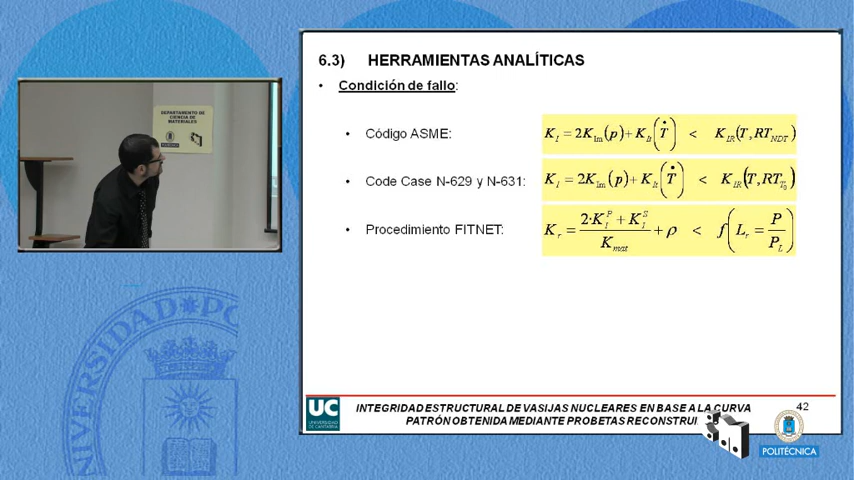 DEPARTAMENTO DE
CIENCIA DE
MATERIALES
6.3) HERRAMIENTAS ANALÍTICAS
• Condición de fallo:
• Código ASME: K_I = 2K_Im(p) + K_It(Ṫ) < K_IR(T, RT_NDT)
• Code Case N-629 y N-631: K_I = 2K_Im(p) + K_It(Ṫ) < K_IR(T, RT_T0)
• Procedimiento FITNET: K_r = (2·K_I^P + K_I^S)/K_mat + ρ < f(L_r = P/P_L)
UC
UNIVERSIDAD
DE CANTABRIA
INTEGRIDAD ESTRUCTURAL DE VASIJAS NUCLEARES EN BASE A LA CURVA
PATRÓN OBTENIDA MEDIANTE PROBETAS RECONSTRUI
42
POLITÉCNICA